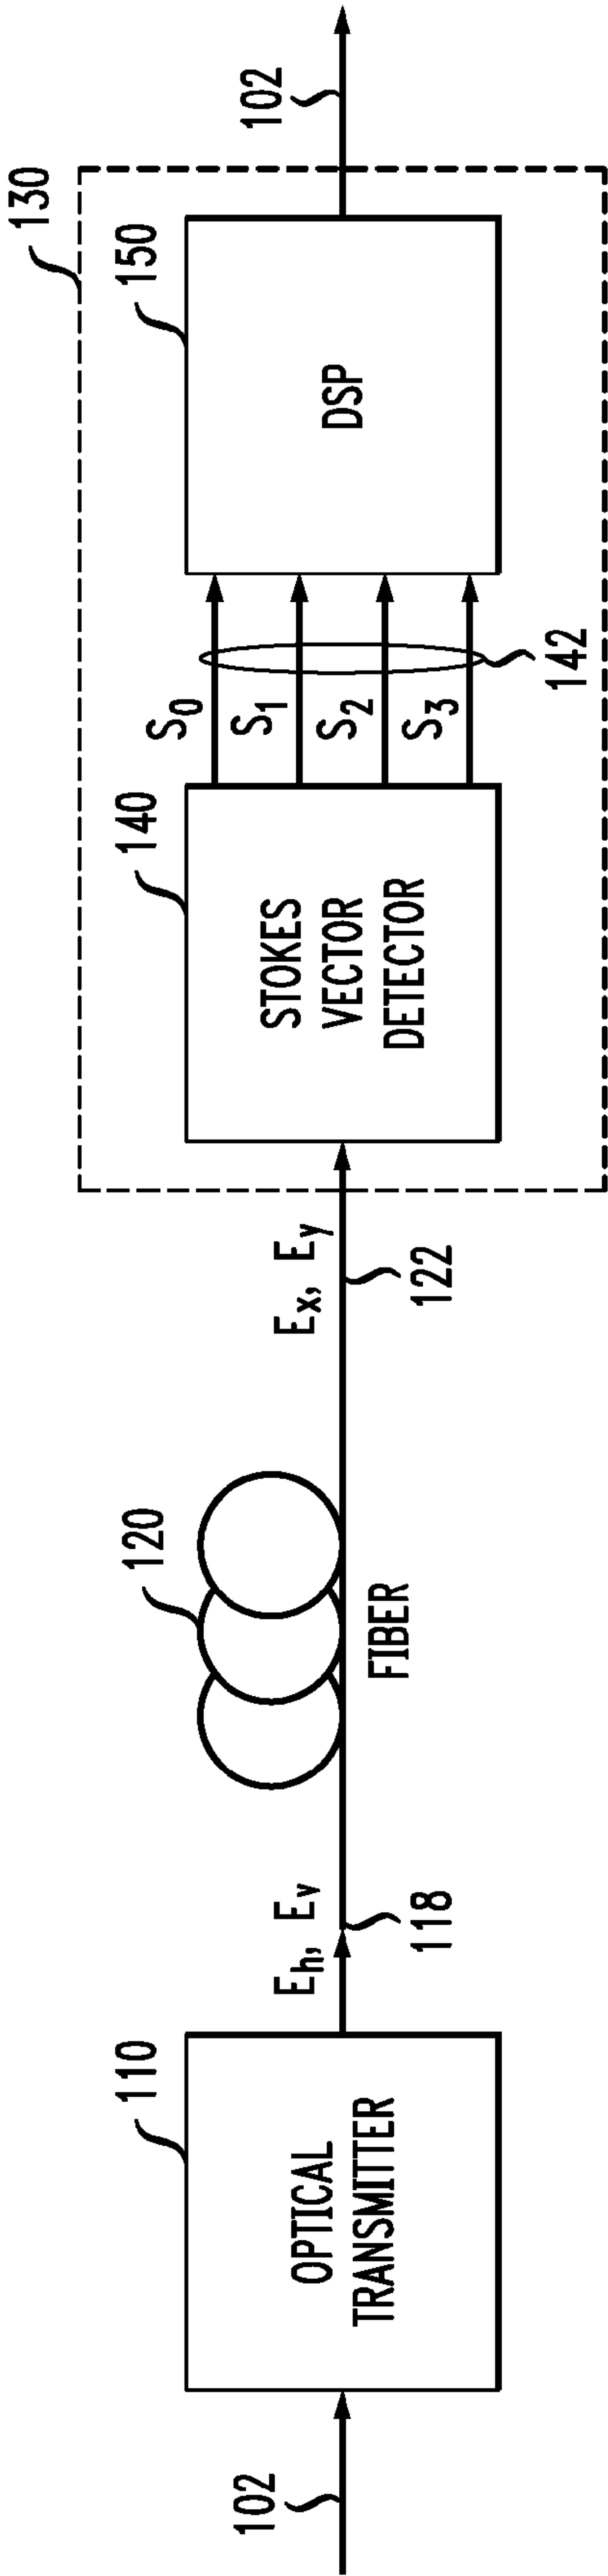 102
110
OPTICAL
TRANSMITTER
Eh, Ev
118
120
FIBER
Ex, Ey
122
130
140
STOKES
VECTOR
DETECTOR
S0
S1
S2
S3
142
150
DSP
102